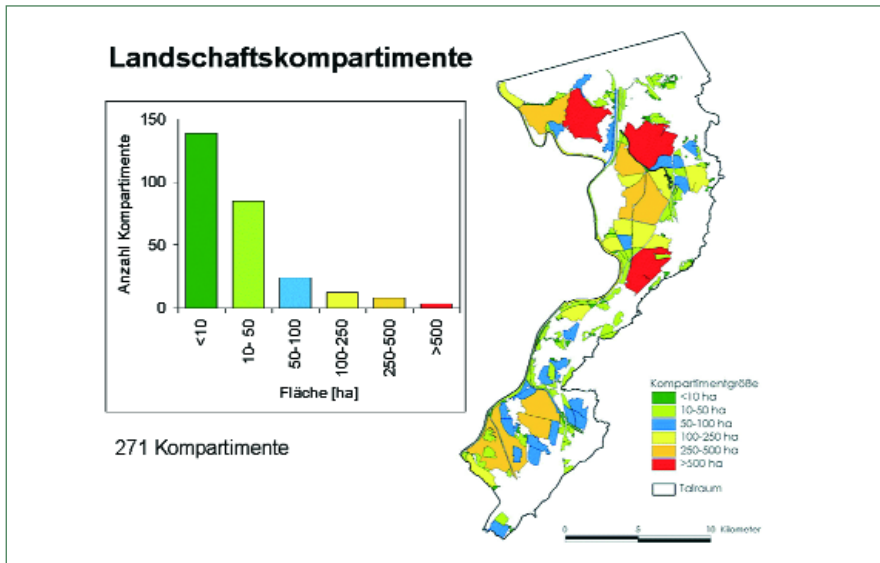 Landschaftskompartimente
Anzahl Kompartimente
150
100
50
0
<10
10- 50
50-100
100-250
250-500
>500
Fläche [ha]
271 Kompartimente
Kompartimentgröße
<10 ha
10-50 ha
50-100 ha
100-250 ha
250-500 ha
>500 ha
Talraum
0 5 10 Kilometer